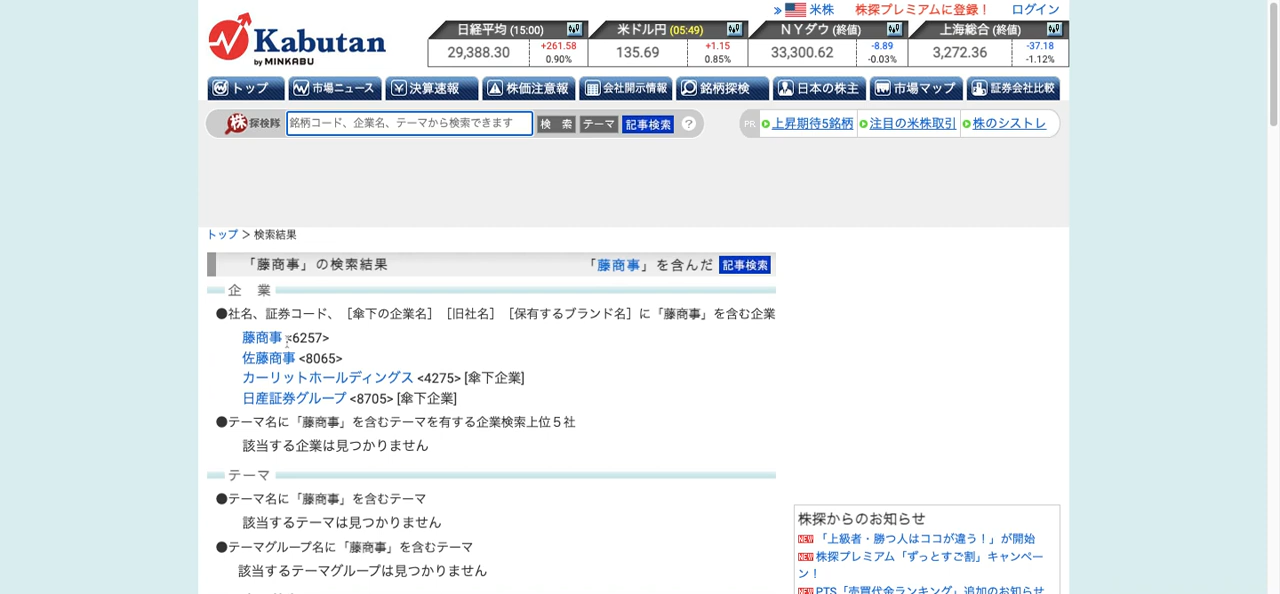 ≫ 米株 株探プレミアムに登録！ ログイン
Kabutan
by MINKABU
日経平均 (15:00) 米ドル円 (05:49) ＮＹダウ (終値) 上海総合 (終値)
29,388.30 +261.58 0.90% 135.69 +1.15 0.85% 33,300.62 -8.89 -0.03% 3,272.36 -37.18 -1.12%
トップ 市場ニュース 決算速報 株価注意報 会社開示情報 銘柄探検 日本の株主 市場マップ 証券会社比較
株探検隊 銘柄コード、企業名、テーマから検索できます 検 索 テーマ 記事検索 ? PR 上昇期待5銘柄 注目の米株取引 株のシストレ
トップ ＞ 検索結果
「藤商事」の検索結果 「藤商事」を含んだ 記事検索
企 業
●社名、証券コード、［傘下の企業名］［旧社名］［保有するブランド名］に「藤商事」を含む企業
藤商事 <6257>
佐藤商事 <8065>
カーリットホールディングス <4275> [傘下企業]
日産証券グループ <8705> [傘下企業]
●テーマ名に「藤商事」を含むテーマを有する企業検索上位５社
該当する企業は見つかりません
テーマ
●テーマ名に「藤商事」を含むテーマ
該当するテーマは見つかりません
●テーマグループ名に「藤商事」を含むテーマ
該当するテーマグループは見つかりません
株探からのお知らせ
NEW 「上級者・勝つ人はココが違う！」が開始
NEW 株探プレミアム「ずっとすご割」キャンペー
ン！
NEW PTS「売買代金ランキング」追加のお知らせ